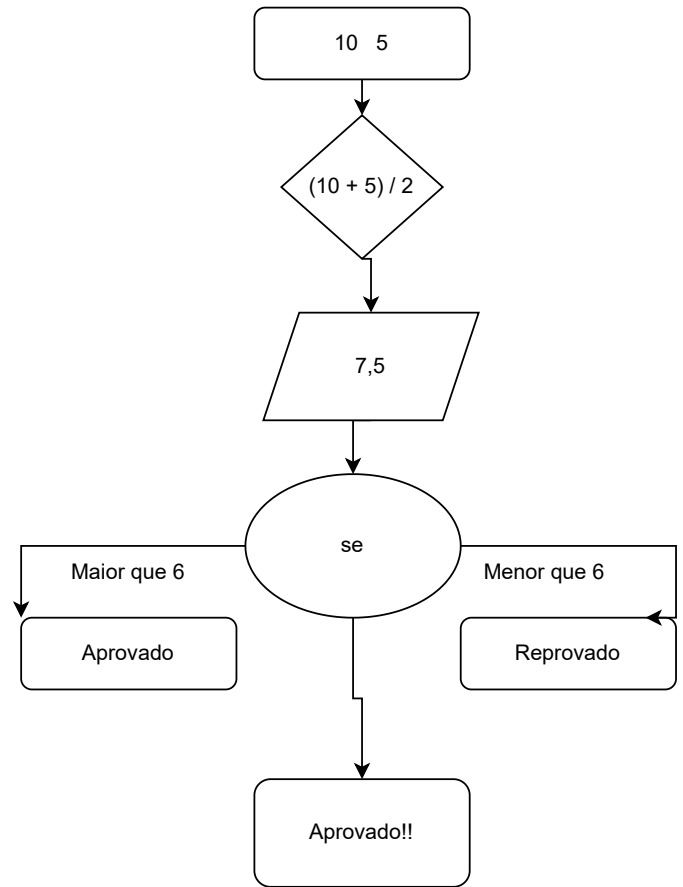 10 5
(10 + 5) / 2
7,5
se
Maior que 6
Menor que 6
Aprovado
Reprovado
Aprovado!!